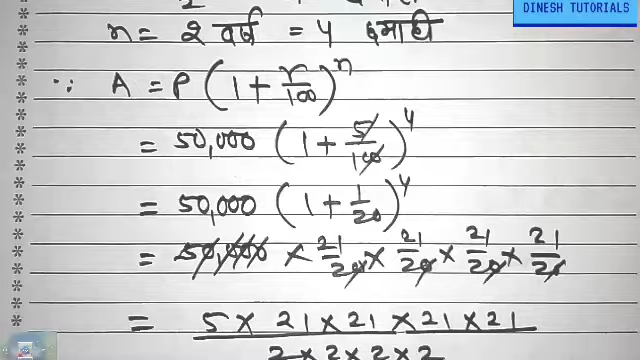 DINESH TUTORIALS
n = 2 वर्ष = 4 छमाही
∵ A = P (1 + r/100)^n
= 50,000 (1 + 5/100)^4
= 50,000 (1 + 1/20)^4
= 50,000 × 21/20 × 21/20 × 21/20 × 21/20
= 5 × 21 × 21 × 21 × 21
2 × 2 × 2 × 2